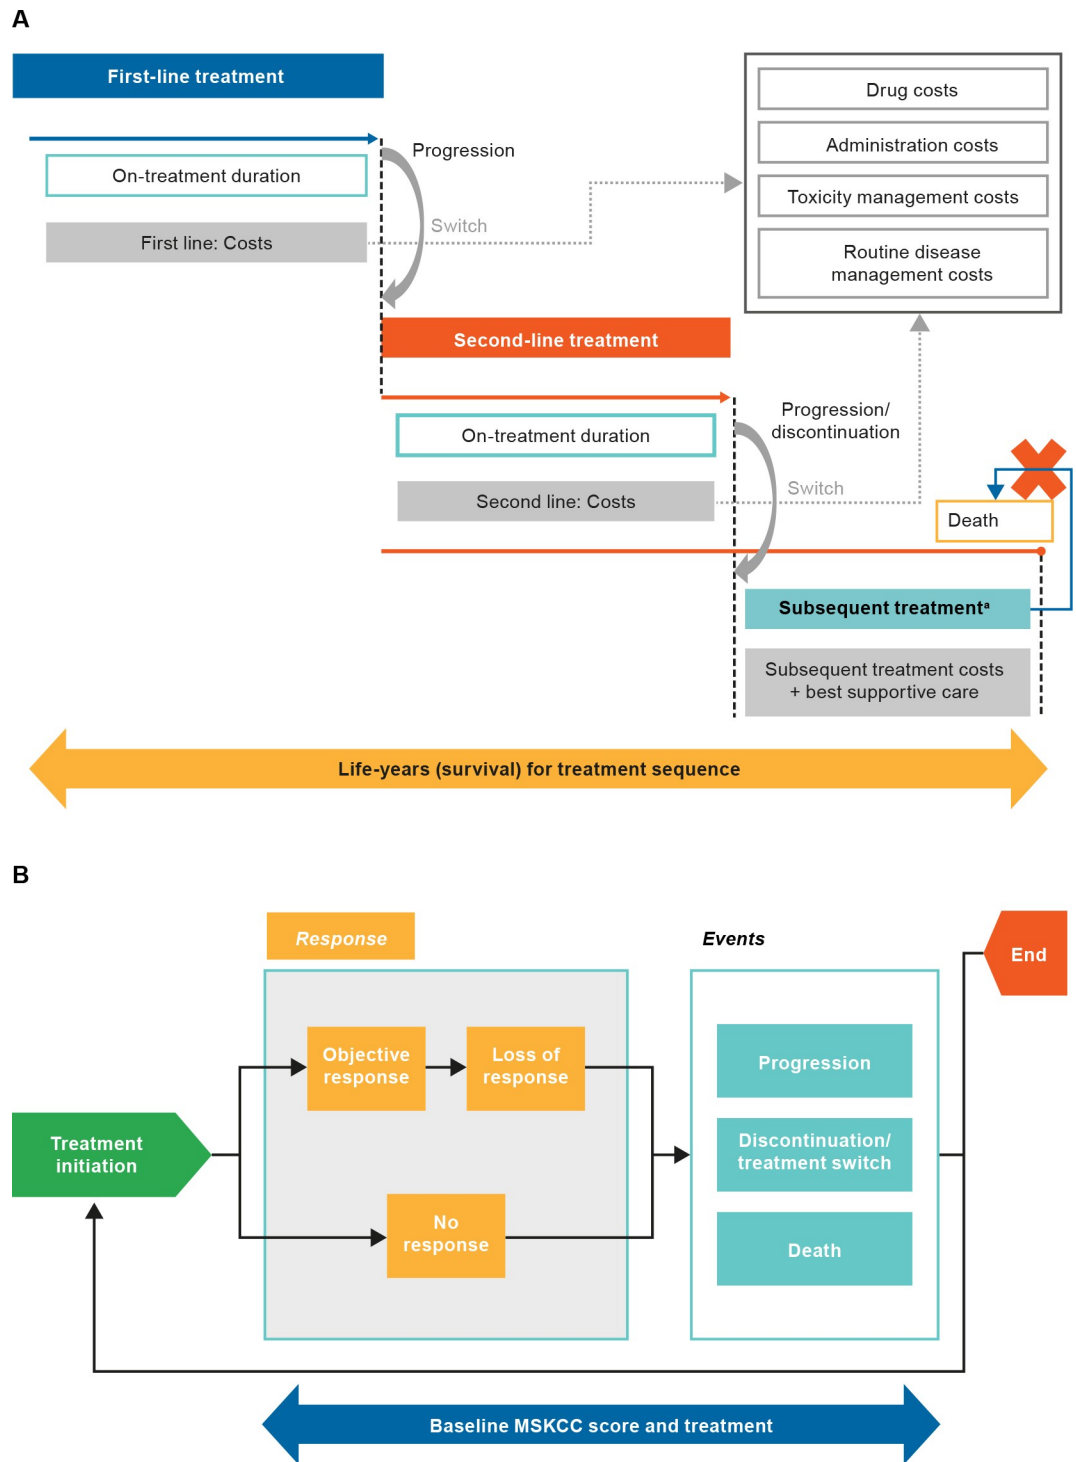 A
First-line treatment
Drug costs
Administration costs
Toxicity management costs
Routine disease
management costs
Progression
On-treatment duration
Switch
First line: Costs
Second-line treatment
Progression/
discontinuation
On-treatment duration
Switch
Second line: Costs
Death
Subsequent treatmentᵃ
Subsequent treatment costs
+ best supportive care
Life-years (survival) for treatment sequence
B
Response
Events
End
Objective
response
Loss of
response
Progression
Treatment
initiation
Discontinuation/
treatment switch
No
response
Death
Baseline MSKCC score and treatment